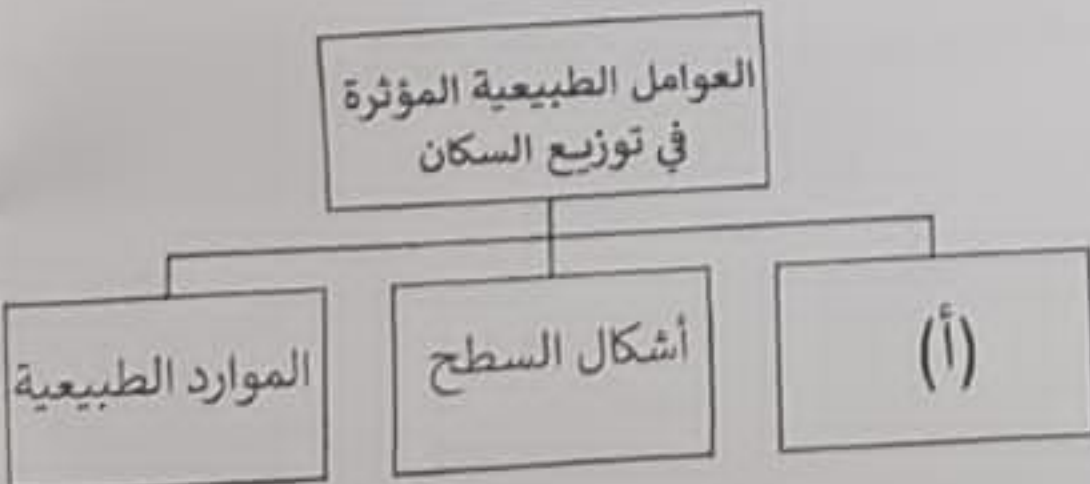 العوامل الطبيعية المؤثرة
في توزيع السكان
(أ)
أشكال السطح
الموارد الطبيعية